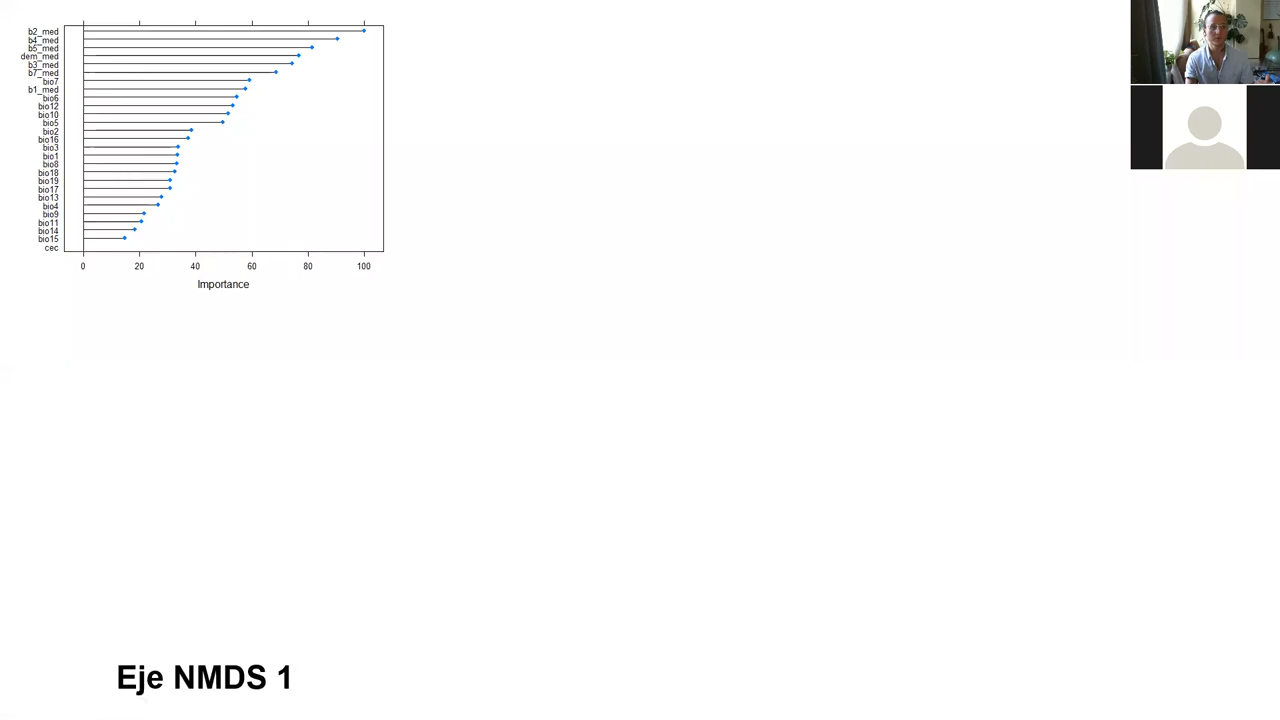 b2_med
b4_med
b5_med
dem_med
b3_med
b7_med
bio7
b1_med
bio6
bio12
bio10
bio5
bio2
bio16
bio3
bio1
bio8
bio18
bio19
bio17
bio13
bio4
bio9
bio11
bio14
bio15
cec
0 20 40 60 80 100
Importance
Eje NMDS 1